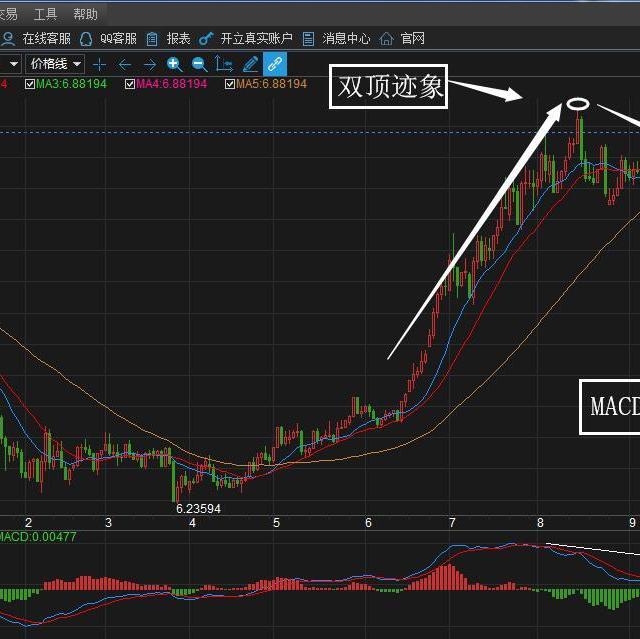 交易 工具 帮助
在线客服 QQ客服 报表 开立真实账户 消息中心 官网
价格线
4 MA3:6.88194 MA4:6.88194 MA5:6.88194
双顶迹象
MACD
6.23594
2 3 4 5 6 7 8 9
MACD:0.00477